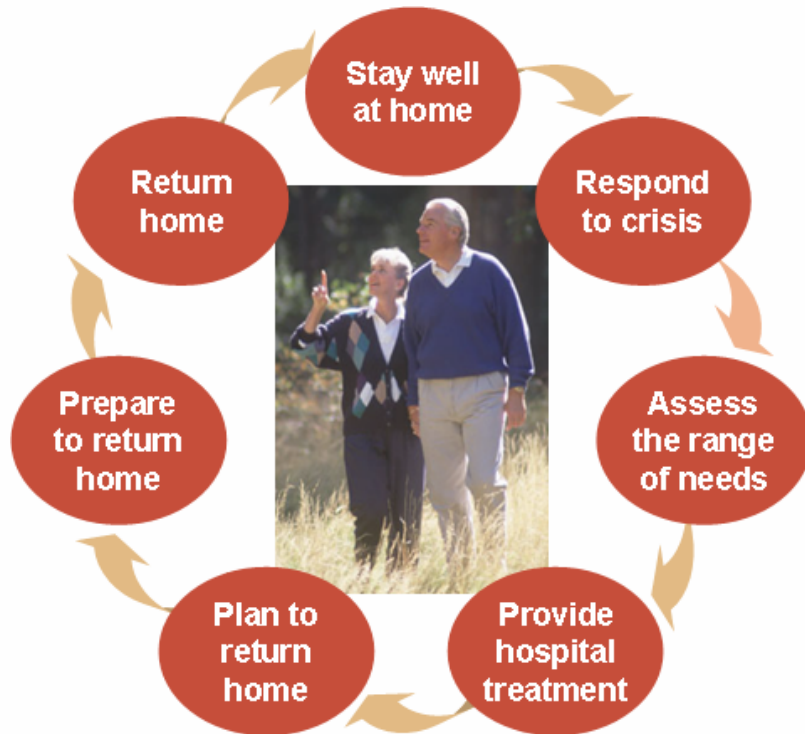 Stay well
at home
Respond
to crisis
Assess
the range
of needs
Provide
hospital
treatment
Plan to
return
home
Prepare
to return
home
Return
home